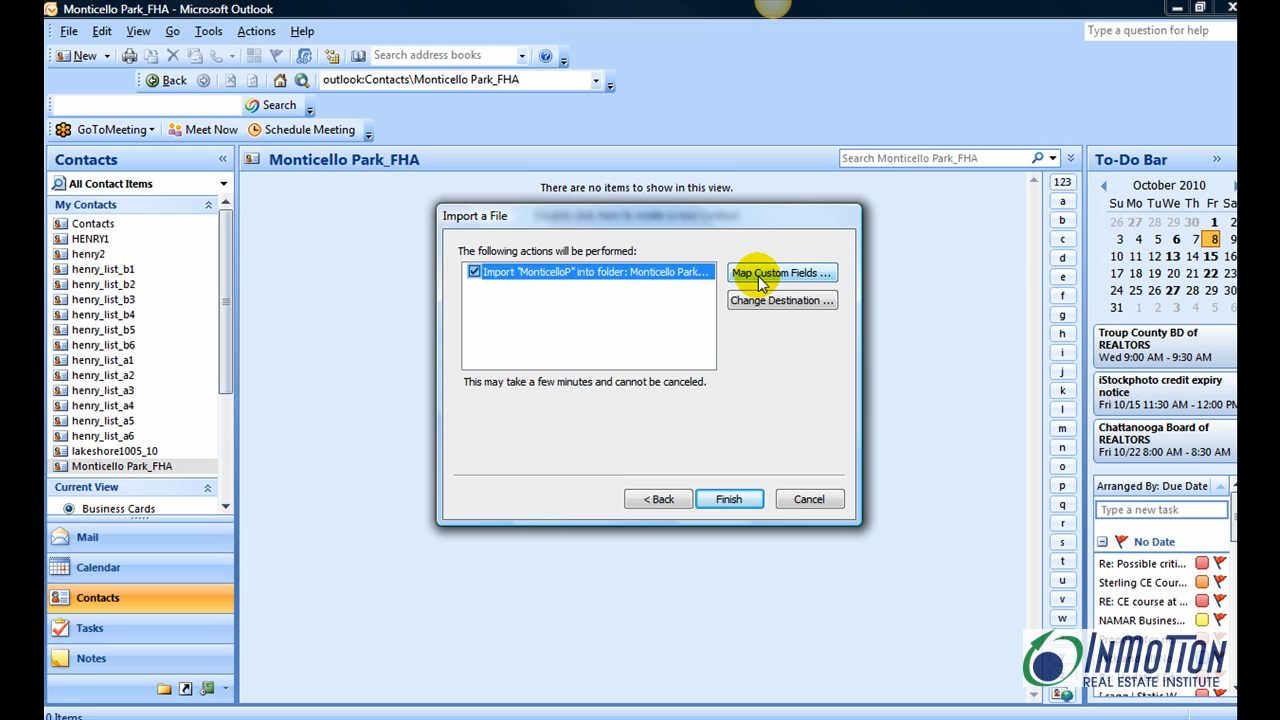 Monticello Park_FHA - Microsoft Outlook
File Edit View Go Tools Actions Help
Type a question for help
New
Search address books
Back
outlook:Contacts\Monticello Park_FHA
Search
GoToMeeting
Meet Now
Schedule Meeting
Contacts
All Contact Items
My Contacts
Contacts
HENRY1
henry2
henry_list_b1
henry_list_b2
henry_list_b3
henry_list_b4
henry_list_b5
henry_list_b6
henry_list_a1
henry_list_a2
henry_list_a3
henry_list_a4
henry_list_a5
henry_list_a6
lakeshore1005_10
Monticello Park_FHA
Current View
Business Cards
Mail
Calendar
Contacts
Tasks
Notes
0 Items
Monticello Park_FHA
Search Monticello Park_FHA
There are no items to show in this view.
Import a File
The following actions will be performed:
Import "MonticelloP" into folder: Monticello Park...
Map Custom Fields ...
Change Destination ...
This may take a few minutes and cannot be canceled.
< Back
Finish
Cancel
123
a
b
c
d
e
f
g
h
i
j
k
l
m
n
o
p
q
r
s
t
u
v
w
To-Do Bar
October 2010
Su Mo Tu We Th Fr Sa
26 27 28 29 30 1 2
3 4 5 6 7 8 9
10 11 12 13 14 15 16
17 18 19 20 21 22 23
24 25 26 27 28 29 30
31 1 2 3 4 5 6
Troup County BD of
REALTORS
Wed 9:00 AM - 9:30 AM
iStockphoto credit expiry
notice
Fri 10/15 11:30 AM - 12:00 PM
Chattanooga Board of
REALTORS
Fri 10/22 8:00 AM - 8:30 AM
Arranged By: Due Date
Type a new task
No Date
Re: Possible criti...
Sterling CE Cour...
RE: CE course at ...
NAMAR Busines...
INMOTION
REAL ESTATE INSTITUTE